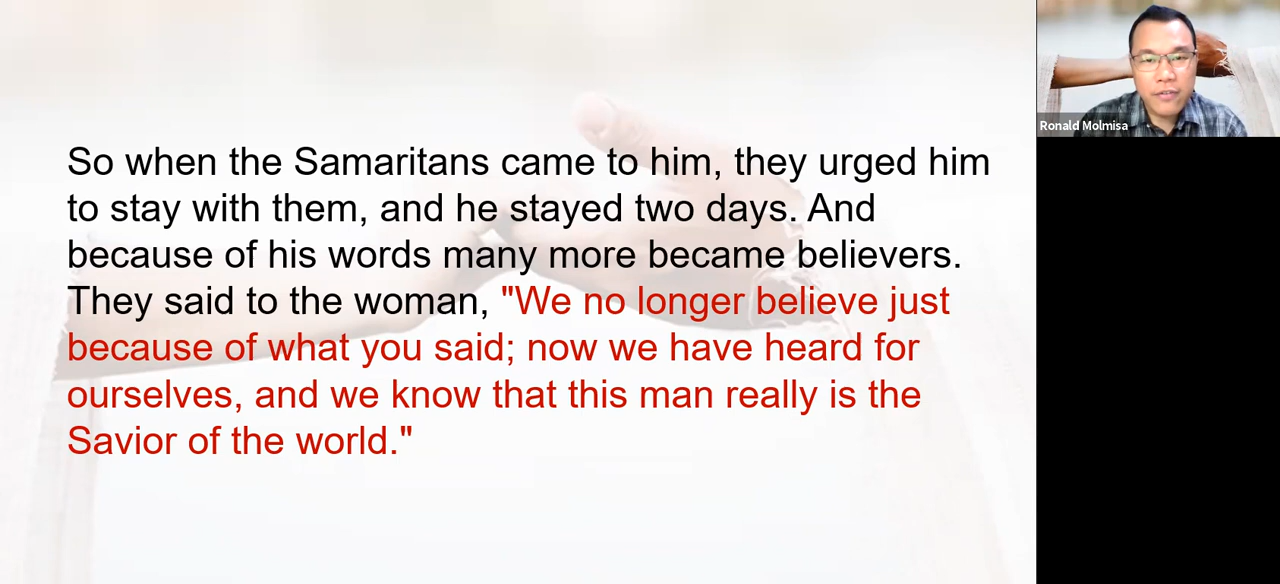 So when the Samaritans came to him, they urged him
to stay with them, and he stayed two days. And
because of his words many more became believers.
They said to the woman, "We no longer believe just
because of what you said; now we have heard for
ourselves, and we know that this man really is the
Savior of the world."
Ronald Molmisa